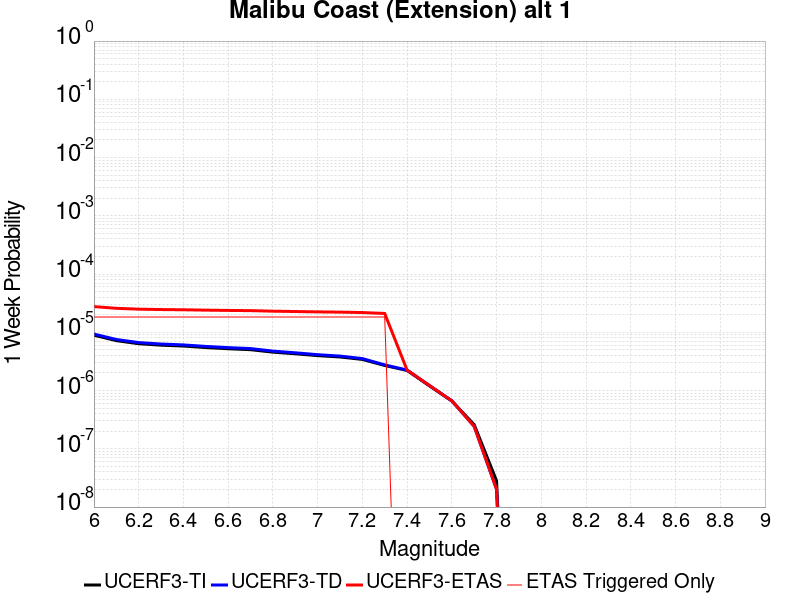 Malibu Coast (Extension) alt 1
10^0
10^-1
10^-2
10^-3
10^-4
10^-5
10^-6
10^-7
10^-8
1 Week Probability
6 6.2 6.4 6.6 6.8 7 7.2 7.4 7.6 7.8 8 8.2 8.4 8.6 8.8 9
Magnitude
UCERF3-TI UCERF3-TD UCERF3-ETAS ETAS Triggered Only